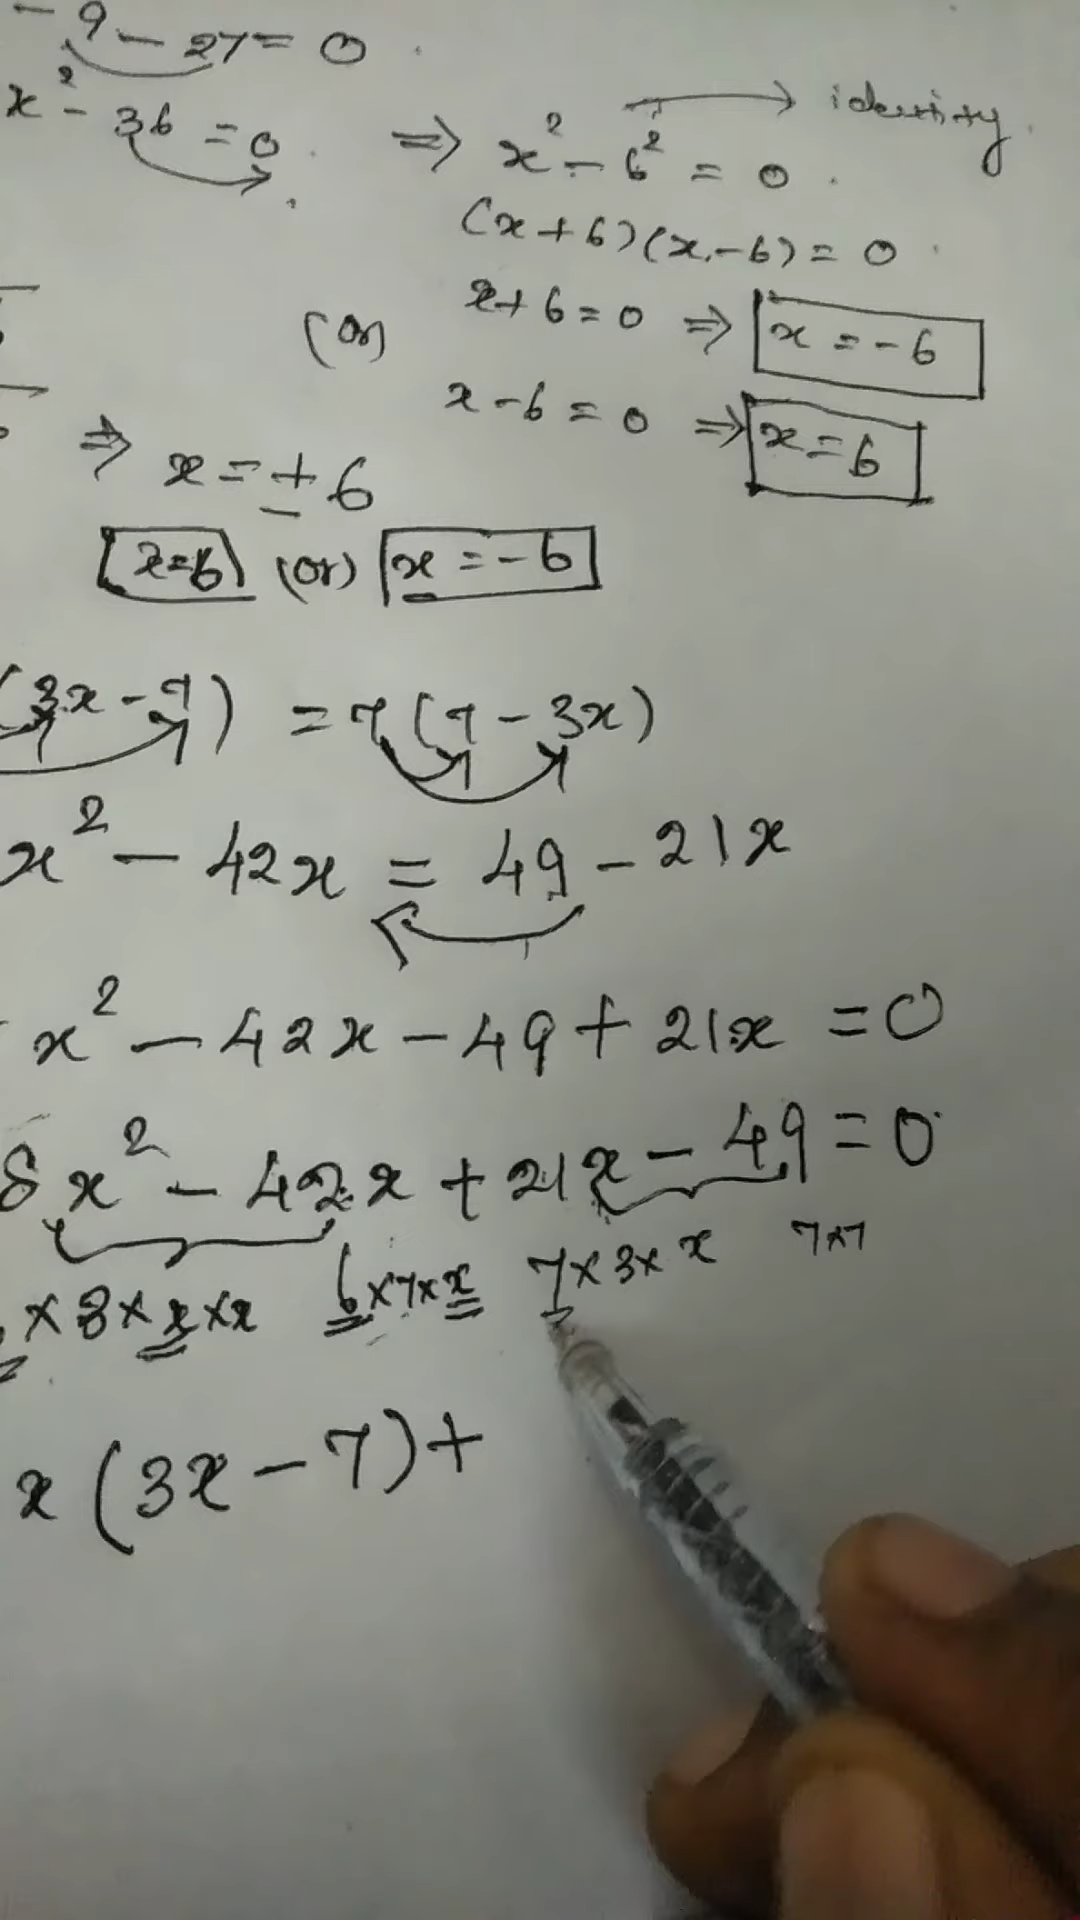 - 9 - 27 = 0
x² - 36 = 0 ⇒ x² - 6² = 0 → identity
(x + 6)(x - 6) = 0
x + 6 = 0 ⇒ x = -6
(or)
x - 6 = 0 ⇒ x = 6
⇒ x = ± 6
x = 6 (or) x = -6
(3x - 7) = 7(7 - 3x)
x² - 42x = 49 - 21x
x² - 42x - 49 + 21x = 0
8x² - 42x + 21x - 49 = 0
× 3 × x × x 6 × 7 × x 7 × 3 × x 7 × 7
x(3x - 7) +